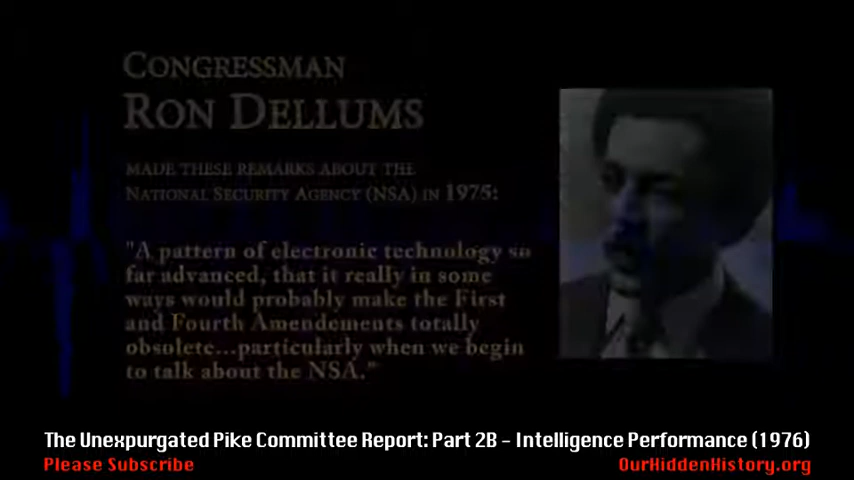 CONGRESSMAN
RON DELLUMS
MADE THESE REMARKS ABOUT THE
NATIONAL SECURITY AGENCY (NSA) IN 1975:
"A pattern of electronic technology so
far advanced, that it really in some
ways would probably make the First
and Fourth Amendements totally
obsolete...particularly when we begin
to talk about the NSA."
The Unexpurgated Pike Committee Report: Part 2B - Intelligence Performance (1976)
Please Subscribe
OurHiddenHistory.org